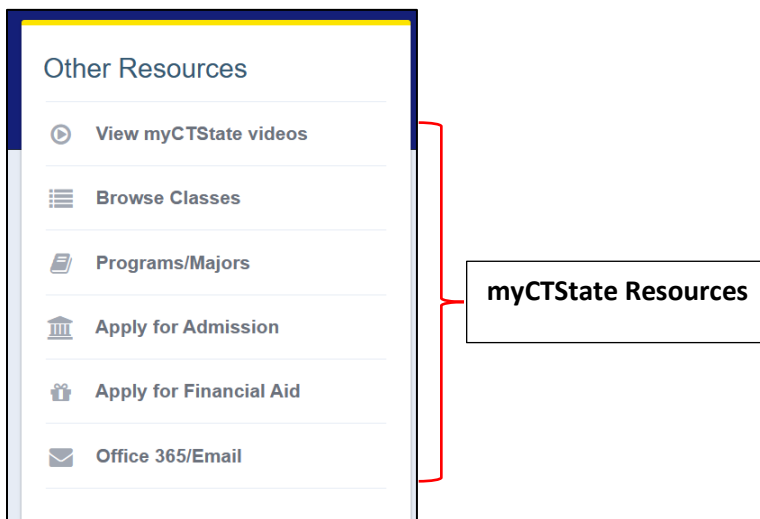 Other Resources
View myCTState videos
Browse Classes
Programs/Majors
Apply for Admission
Apply for Financial Aid
Office 365/Email
myCTState Resources